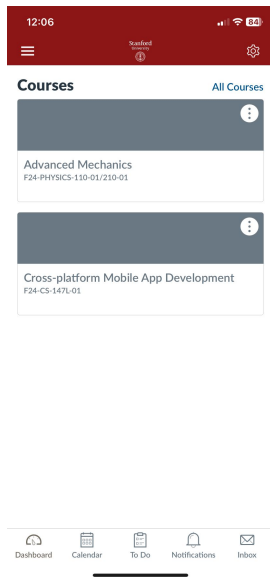 12:06
84
Stanford
University
Courses
All Courses
Advanced Mechanics
F24-PHYSICS-110-01/210-01
Cross-platform Mobile App Development
F24-CS-147L-01
Dashboard
Calendar
To Do
Notifications
Inbox